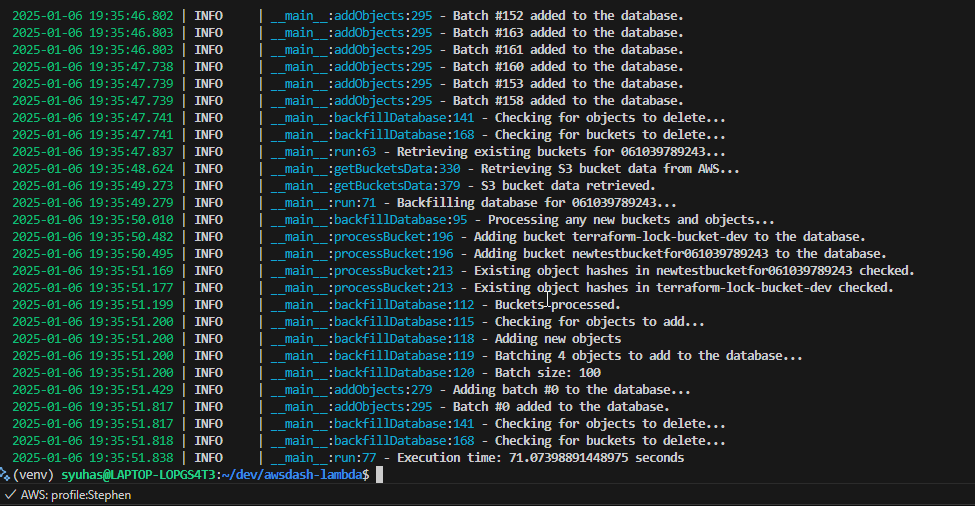 2025-01-06 19:35:46.802 | INFO     | __main__:addObjects:295 - Batch #152 added to the database.
2025-01-06 19:35:46.803 | INFO     | __main__:addObjects:295 - Batch #163 added to the database.
2025-01-06 19:35:46.803 | INFO     | __main__:addObjects:295 - Batch #161 added to the database.
2025-01-06 19:35:47.738 | INFO     | __main__:addObjects:295 - Batch #160 added to the database.
2025-01-06 19:35:47.739 | INFO     | __main__:addObjects:295 - Batch #153 added to the database.
2025-01-06 19:35:47.739 | INFO     | __main__:addObjects:295 - Batch #158 added to the database.
2025-01-06 19:35:47.741 | INFO     | __main__:backfillDatabase:141 - Checking for objects to delete...
2025-01-06 19:35:47.741 | INFO     | __main__:backfillDatabase:168 - Checking for buckets to delete...
2025-01-06 19:35:47.837 | INFO     | __main__:run:63 - Retrieving existing buckets for 061039789243...
2025-01-06 19:35:48.624 | INFO     | __main__:getBucketsData:330 - Retrieving S3 bucket data from AWS...
2025-01-06 19:35:49.273 | INFO     | __main__:getBucketsData:379 - S3 bucket data retrieved.
2025-01-06 19:35:49.279 | INFO     | __main__:run:71 - Backfilling database for 061039789243...
2025-01-06 19:35:50.010 | INFO     | __main__:backfillDatabase:95 - Processing any new buckets and objects...
2025-01-06 19:35:50.482 | INFO     | __main__:processBucket:196 - Adding bucket terraform-lock-bucket-dev to the database.
2025-01-06 19:35:50.495 | INFO     | __main__:processBucket:196 - Adding bucket newtestbucketfor061039789243 to the database.
2025-01-06 19:35:51.169 | INFO     | __main__:processBucket:213 - Existing object hashes in newtestbucketfor061039789243 checked.
2025-01-06 19:35:51.177 | INFO     | __main__:processBucket:213 - Existing object hashes in terraform-lock-bucket-dev checked.
2025-01-06 19:35:51.199 | INFO     | __main__:backfillDatabase:112 - Buckets processed.
2025-01-06 19:35:51.200 | INFO     | __main__:backfillDatabase:115 - Checking for objects to add...
2025-01-06 19:35:51.200 | INFO     | __main__:backfillDatabase:118 - Adding new objects
2025-01-06 19:35:51.200 | INFO     | __main__:backfillDatabase:119 - Batching 4 objects to add to the database...
2025-01-06 19:35:51.200 | INFO     | __main__:backfillDatabase:120 - Batch size: 100
2025-01-06 19:35:51.429 | INFO     | __main__:addObjects:279 - Adding batch #0 to the database...
2025-01-06 19:35:51.817 | INFO     | __main__:addObjects:295 - Batch #0 added to the database.
2025-01-06 19:35:51.817 | INFO     | __main__:backfillDatabase:141 - Checking for objects to delete...
2025-01-06 19:35:51.818 | INFO     | __main__:backfillDatabase:168 - Checking for buckets to delete...
2025-01-06 19:35:51.838 | INFO     | __main__:run:77 - Execution time: 71.07398891448975 seconds
(venv) syuhas@LAPTOP-LOPGS4T3:~/dev/awsdash-lambda$
AWS: profile:Stephen